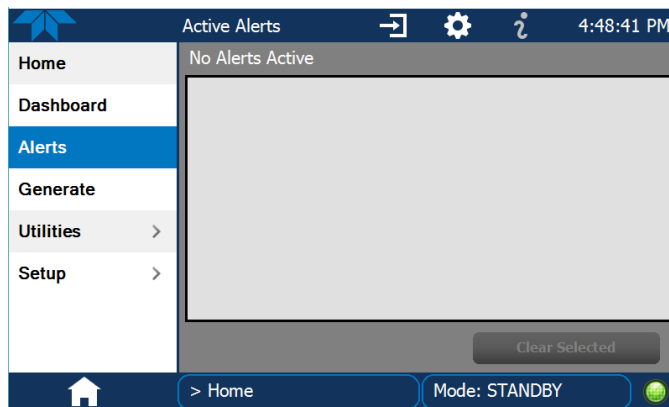 Active Alerts
4:48:41 PM
Home
No Alerts Active
Dashboard
Alerts
Generate
Utilities >
Setup >
Clear Selected
> Home
Mode: STANDBY